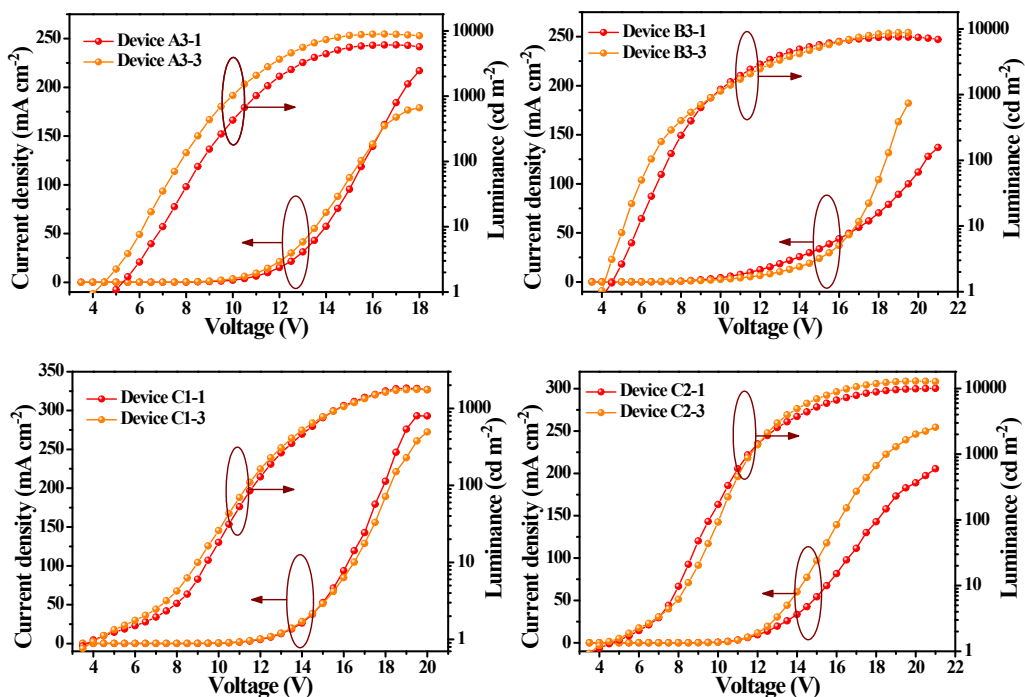 Device A3-1
Device A3-3
Current density (mA cm-2)
250
200
150
100
50
0
Luminance (cd m-2)
10000
1000
100
10
1
4 6 8 10 12 14 16 18
Voltage (V)
Device B3-1
Device B3-3
Current density (mA cm-2)
250
200
150
100
50
0
Luminance (cd m-2)
10000
1000
100
10
1
4 6 8 10 12 14 16 18 20 22
Voltage (V)
Device C1-1
Device C1-3
Current density (mA cm-2)
350
300
250
200
150
100
50
0
Luminance (cd m-2)
1000
100
10
1
4 6 8 10 12 14 16 18 20
Voltage (V)
Device C2-1
Device C2-3
Current density (mA cm-2)
300
250
200
150
100
50
0
Luminance (cd m-2)
10000
1000
100
10
1
4 6 8 10 12 14 16 18 20 22
Voltage (V)